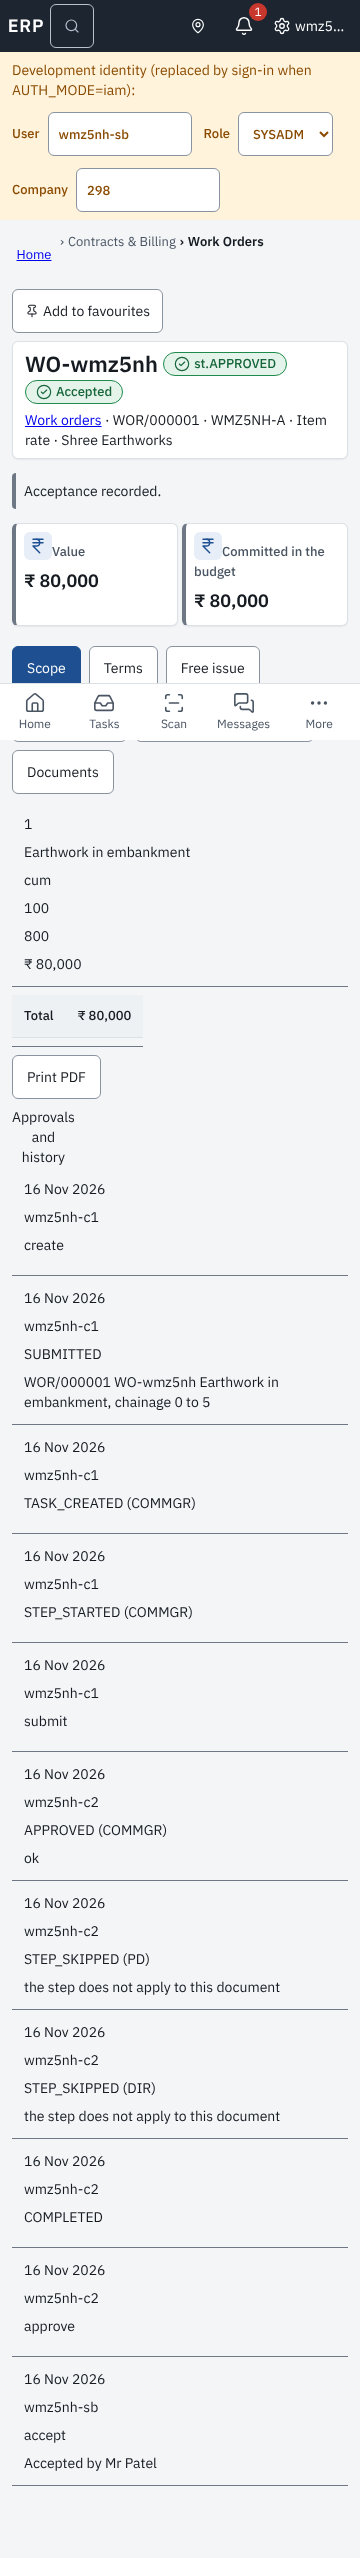 ERP
1
wmz5...
Development identity (replaced by sign-in when
AUTH_MODE=iam):
User wmz5nh-sb Role SYSADM
Company 298
Home › Contracts & Billing › Work Orders
Add to favourites
WO-wmz5nh st.APPROVED
Accepted
Work orders · WOR/000001 · WMZ5NH-A · Item
rate · Shree Earthworks
Acceptance recorded.
₹ Value
₹ 80,000
₹ Committed in the
budget
₹ 80,000
Scope Terms Free issue
Home Tasks Scan Messages More
Documents
1
Earthwork in embankment
cum
100
800
₹ 80,000
Total ₹ 80,000
Print PDF
Approvals
and
history
16 Nov 2026
wmz5nh-c1
create
16 Nov 2026
wmz5nh-c1
SUBMITTED
WOR/000001 WO-wmz5nh Earthwork in
embankment, chainage 0 to 5
16 Nov 2026
wmz5nh-c1
TASK_CREATED (COMMGR)
16 Nov 2026
wmz5nh-c1
STEP_STARTED (COMMGR)
16 Nov 2026
wmz5nh-c1
submit
16 Nov 2026
wmz5nh-c2
APPROVED (COMMGR)
ok
16 Nov 2026
wmz5nh-c2
STEP_SKIPPED (PD)
the step does not apply to this document
16 Nov 2026
wmz5nh-c2
STEP_SKIPPED (DIR)
the step does not apply to this document
16 Nov 2026
wmz5nh-c2
COMPLETED
16 Nov 2026
wmz5nh-c2
approve
16 Nov 2026
wmz5nh-sb
accept
Accepted by Mr Patel